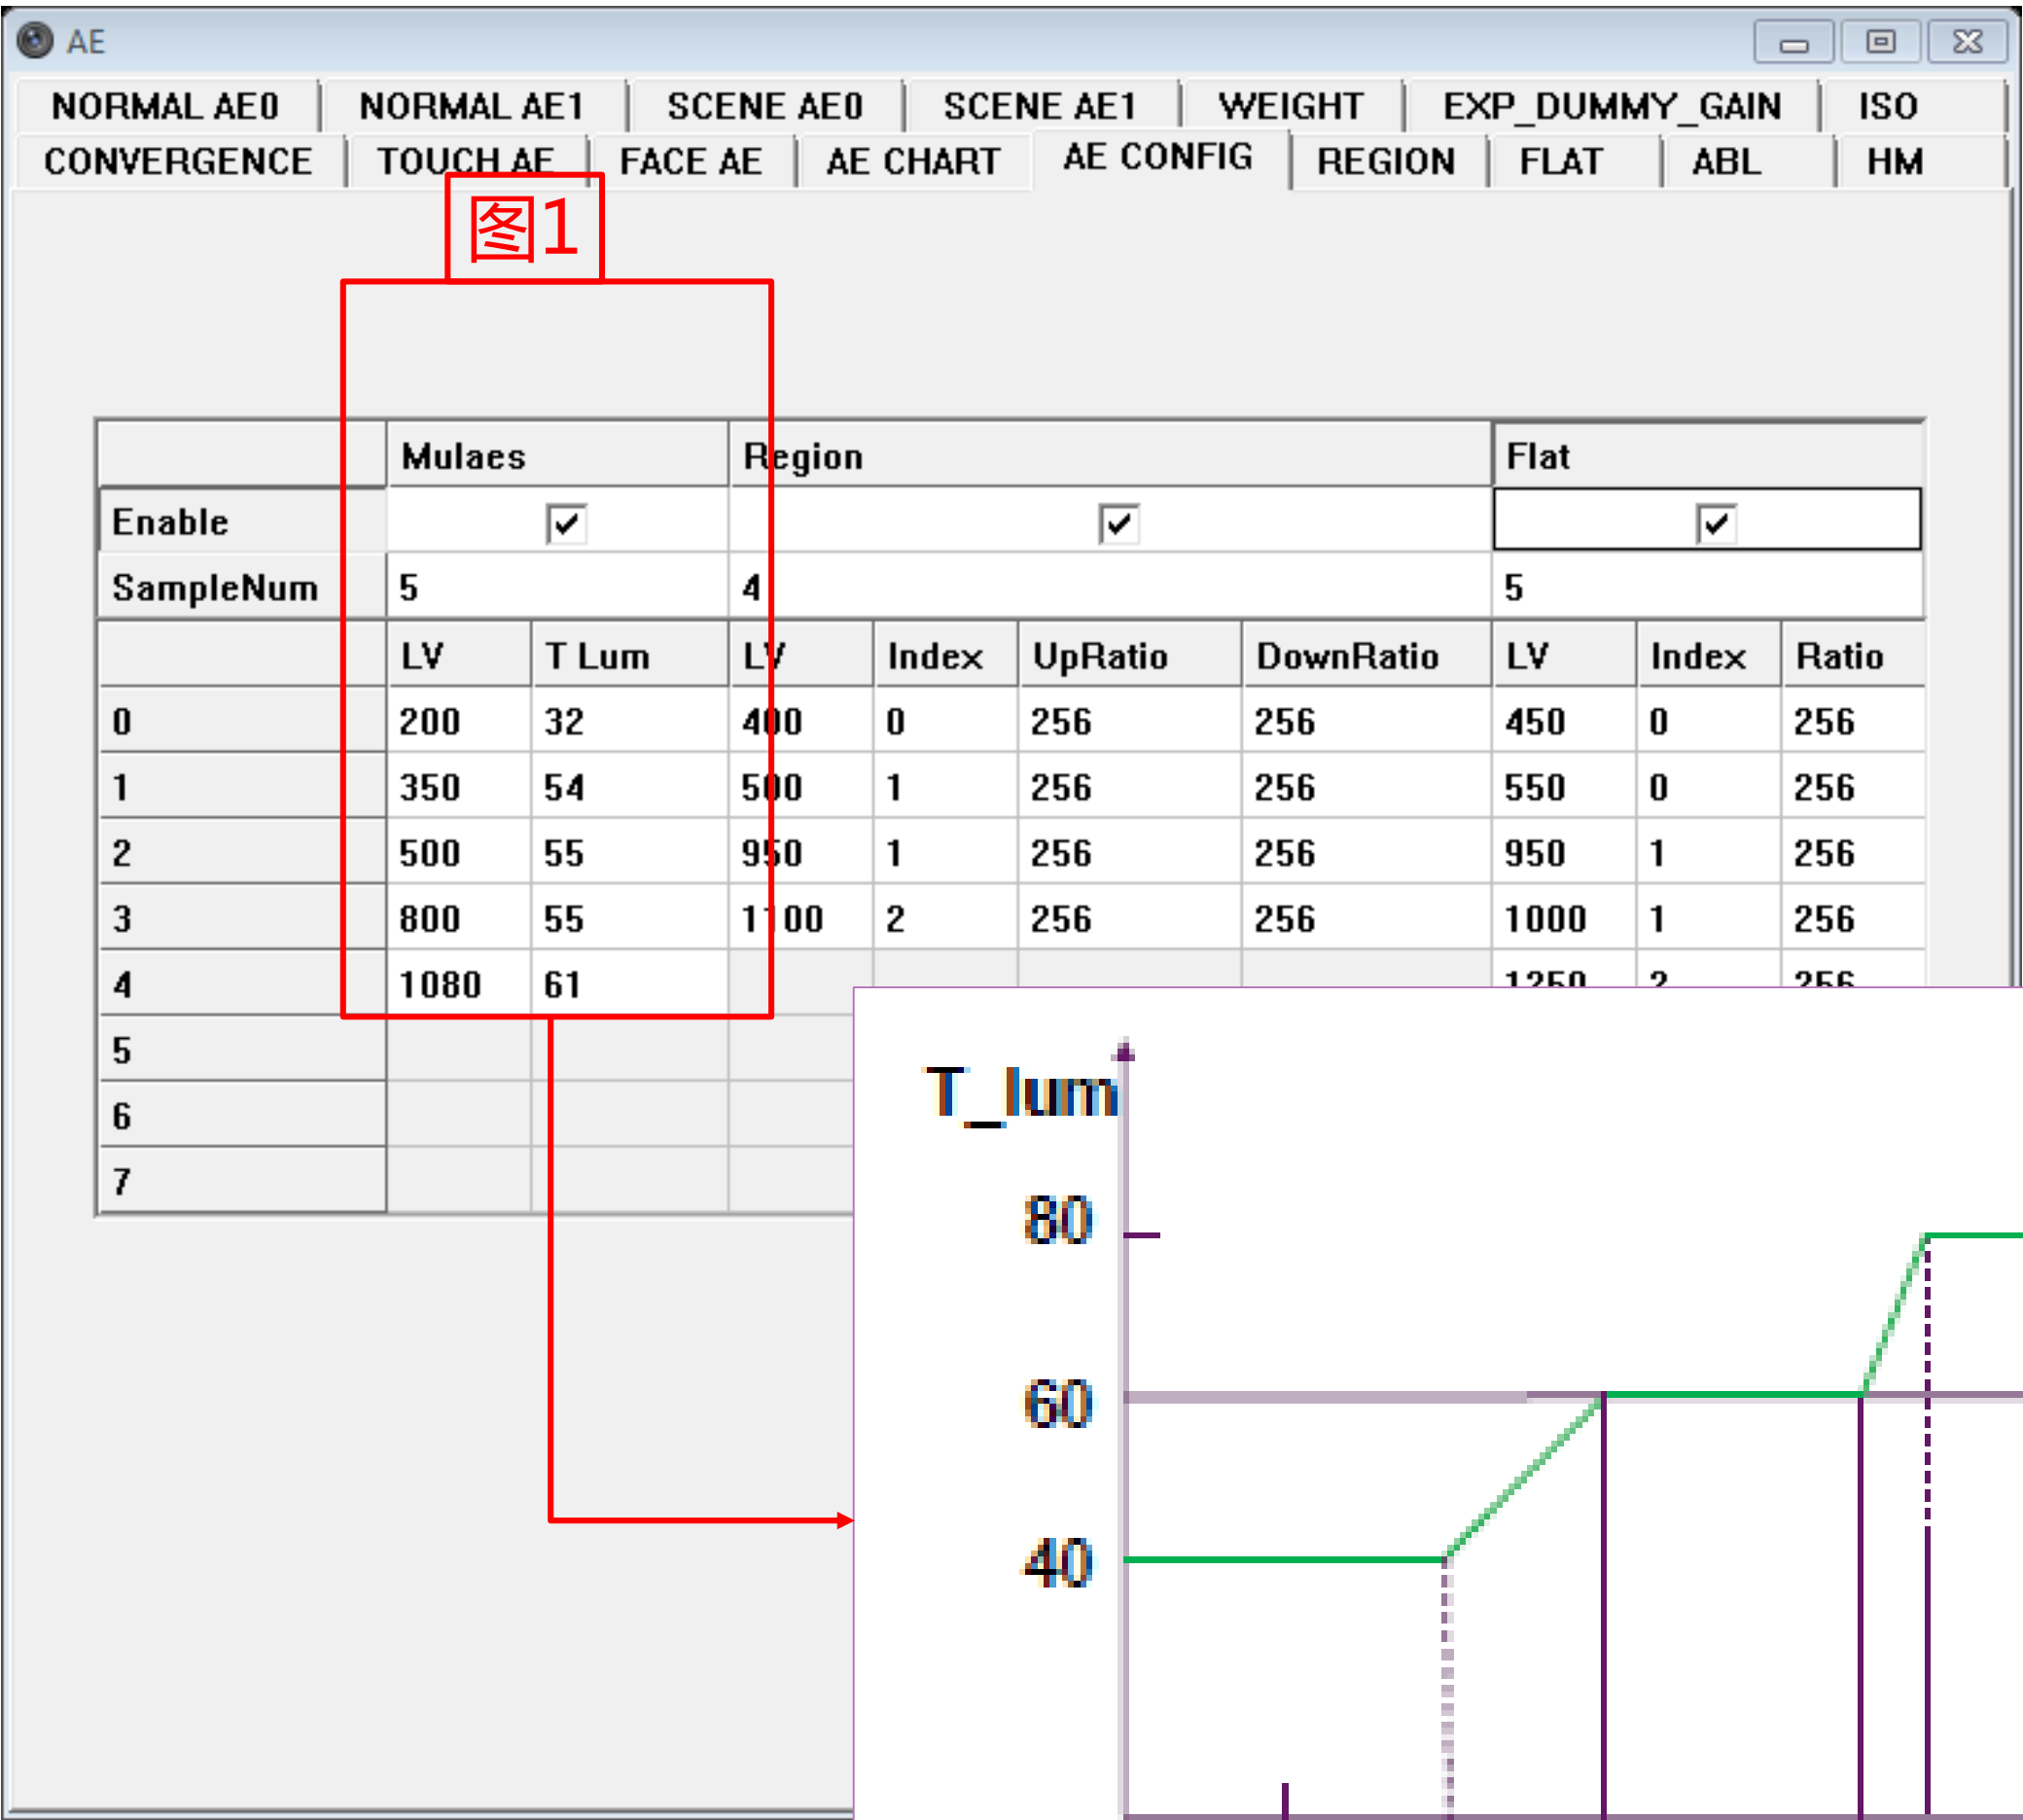 AE
NORMAL AE0 NORMAL AE1 SCENE AE0 SCENE AE1 WEIGHT EXP_DUMMY_GAIN ISO
CONVERGENCE TOUCH AE FACE AE AE CHART AE CONFIG REGION FLAT ABL HM
图1
Mulaes Region Flat
Enable
SampleNum 5 4 5
LV T Lum LV Index UpRatio DownRatio LV Index Ratio
0 200 32 400 0 256 256 450 0 256
1 350 54 500 1 256 256 550 0 256
2 500 55 950 1 256 256 950 1 256
3 800 55 1100 2 256 256 1000 1 256
4 1080 61 1250 2 256
5
6
7
T_lum
80
60
40